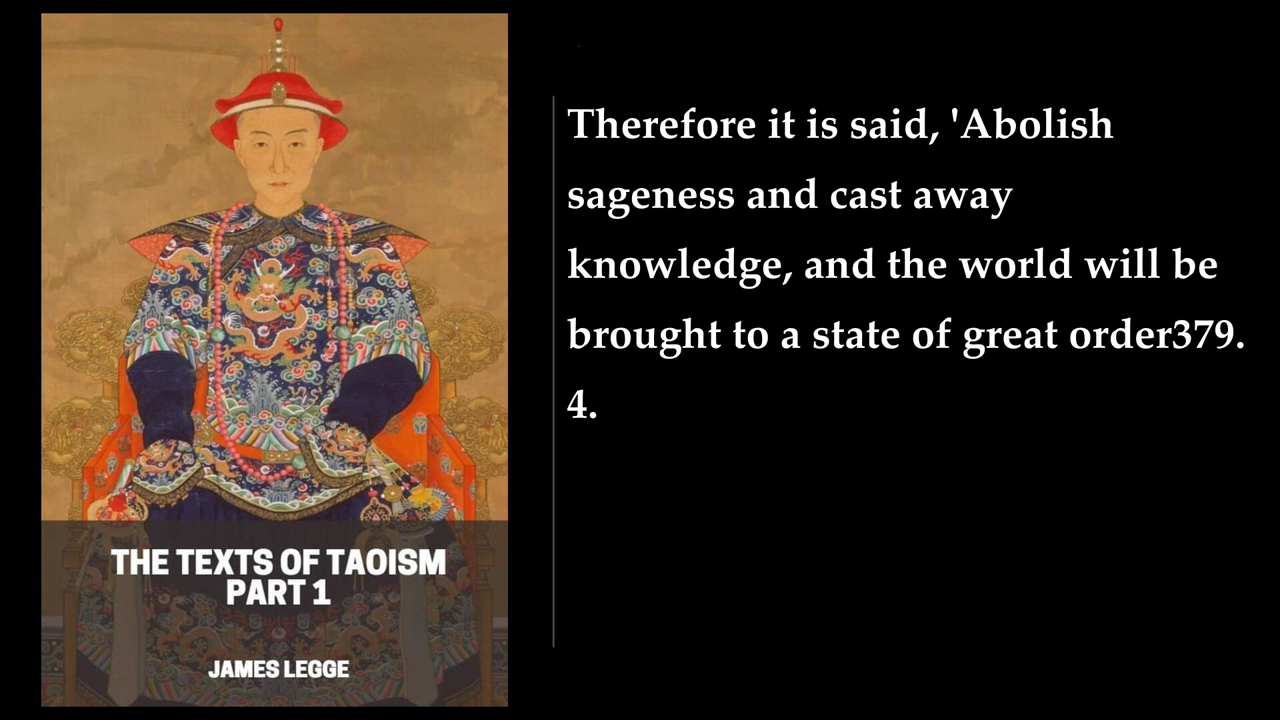 THE TEXTS OF TAOISM
PART 1
JAMES LEGGE
Therefore it is said, 'Abolish
sageness and cast away
knowledge, and the world will be
brought to a state of great order379.
4.